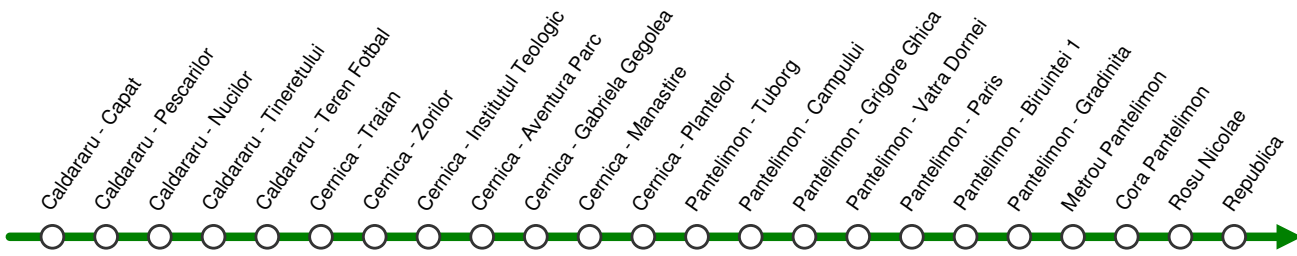 Caldararu - Capat
Caldararu - Pescarilor
Caldararu - Nucilor
Caldararu - Tineretului
Caldararu - Teren Fotbal
Cernica - Traian
Cernica - Zorilor
Cernica - Institutul Teologic
Cernica - Aventura Parc
Cernica - Gabriela Gegolea
Cernica - Manastire
Cernica - Plantelor
Pantelimon - Tuborg
Pantelimon - Campului
Pantelimon - Grigore Ghica
Pantelimon - Vatra Dornei
Pantelimon - Paris
Pantelimon - Biruintei 1
Pantelimon - Gradinita
Metrou Pantelimon
Cora Pantelimon
Rosu Nicolae
Republica